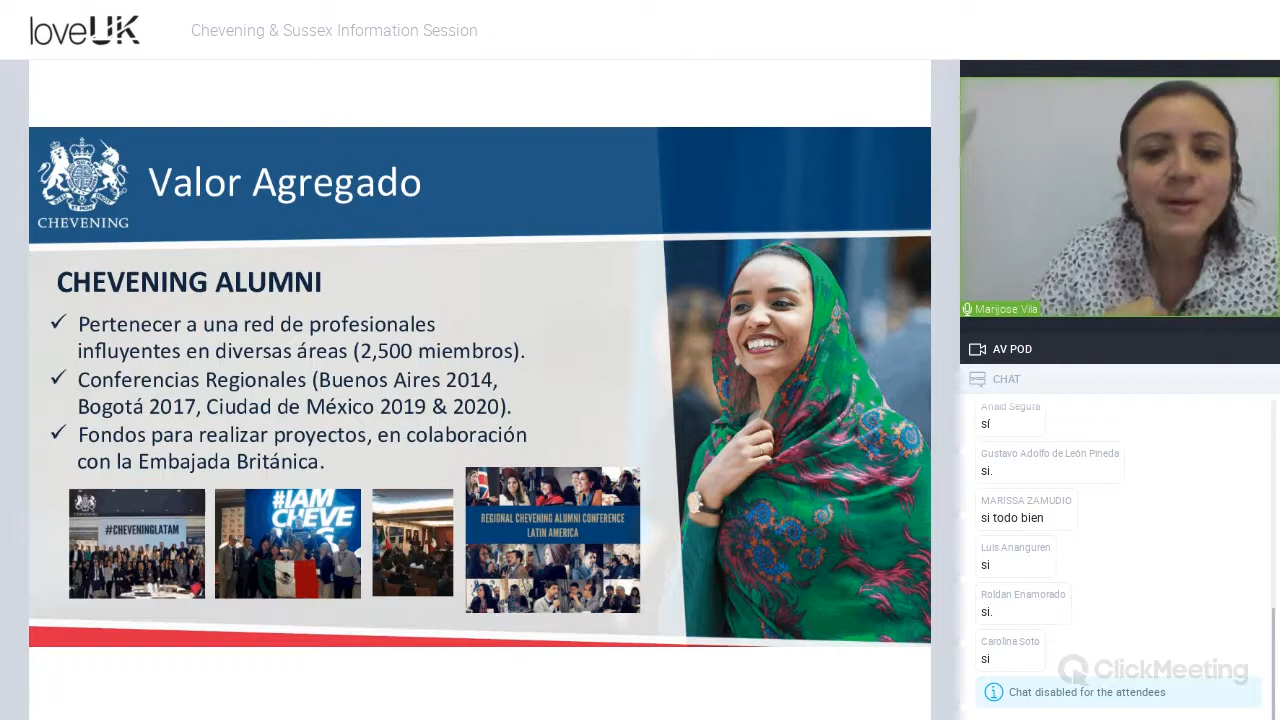 loveUK
Chevening & Sussex Information Session
CHEVENING
Valor Agregado
CHEVENING ALUMNI
✓ Pertenecer a una red de profesionales
influyentes en diversas áreas (2,500 miembros).
✓ Conferencias Regionales (Buenos Aires 2014,
Bogotá 2017, Ciudad de México 2019 & 2020).
✓ Fondos para realizar proyectos, en colaboración
con la Embajada Británica.
#CHEVENINGLATAM
#IAM
CHEVE
REGIONAL CHEVENING ALUMNI CONFERENCE
LATIN AMERICA
Marijose Vila
AV POD
CHAT
Anaid Segura
sí
Gustavo Adolfo de León Pineda
si.
MARISSA ZAMUDIO
si todo bien
Luis Ananguren
si
Roldan Enamorado
si.
Carolina Soto
si
ClickMeeting
Chat disabled for the attendees